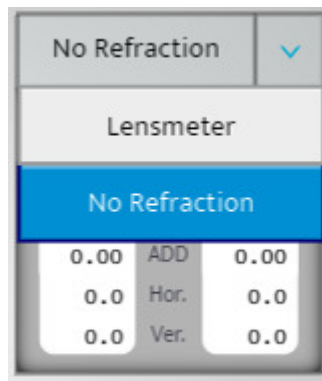 No Refraction
Lensmeter
No Refraction
0.00 ADD 0.00
0.0 Hor. 0.0
0.0 Ver. 0.0